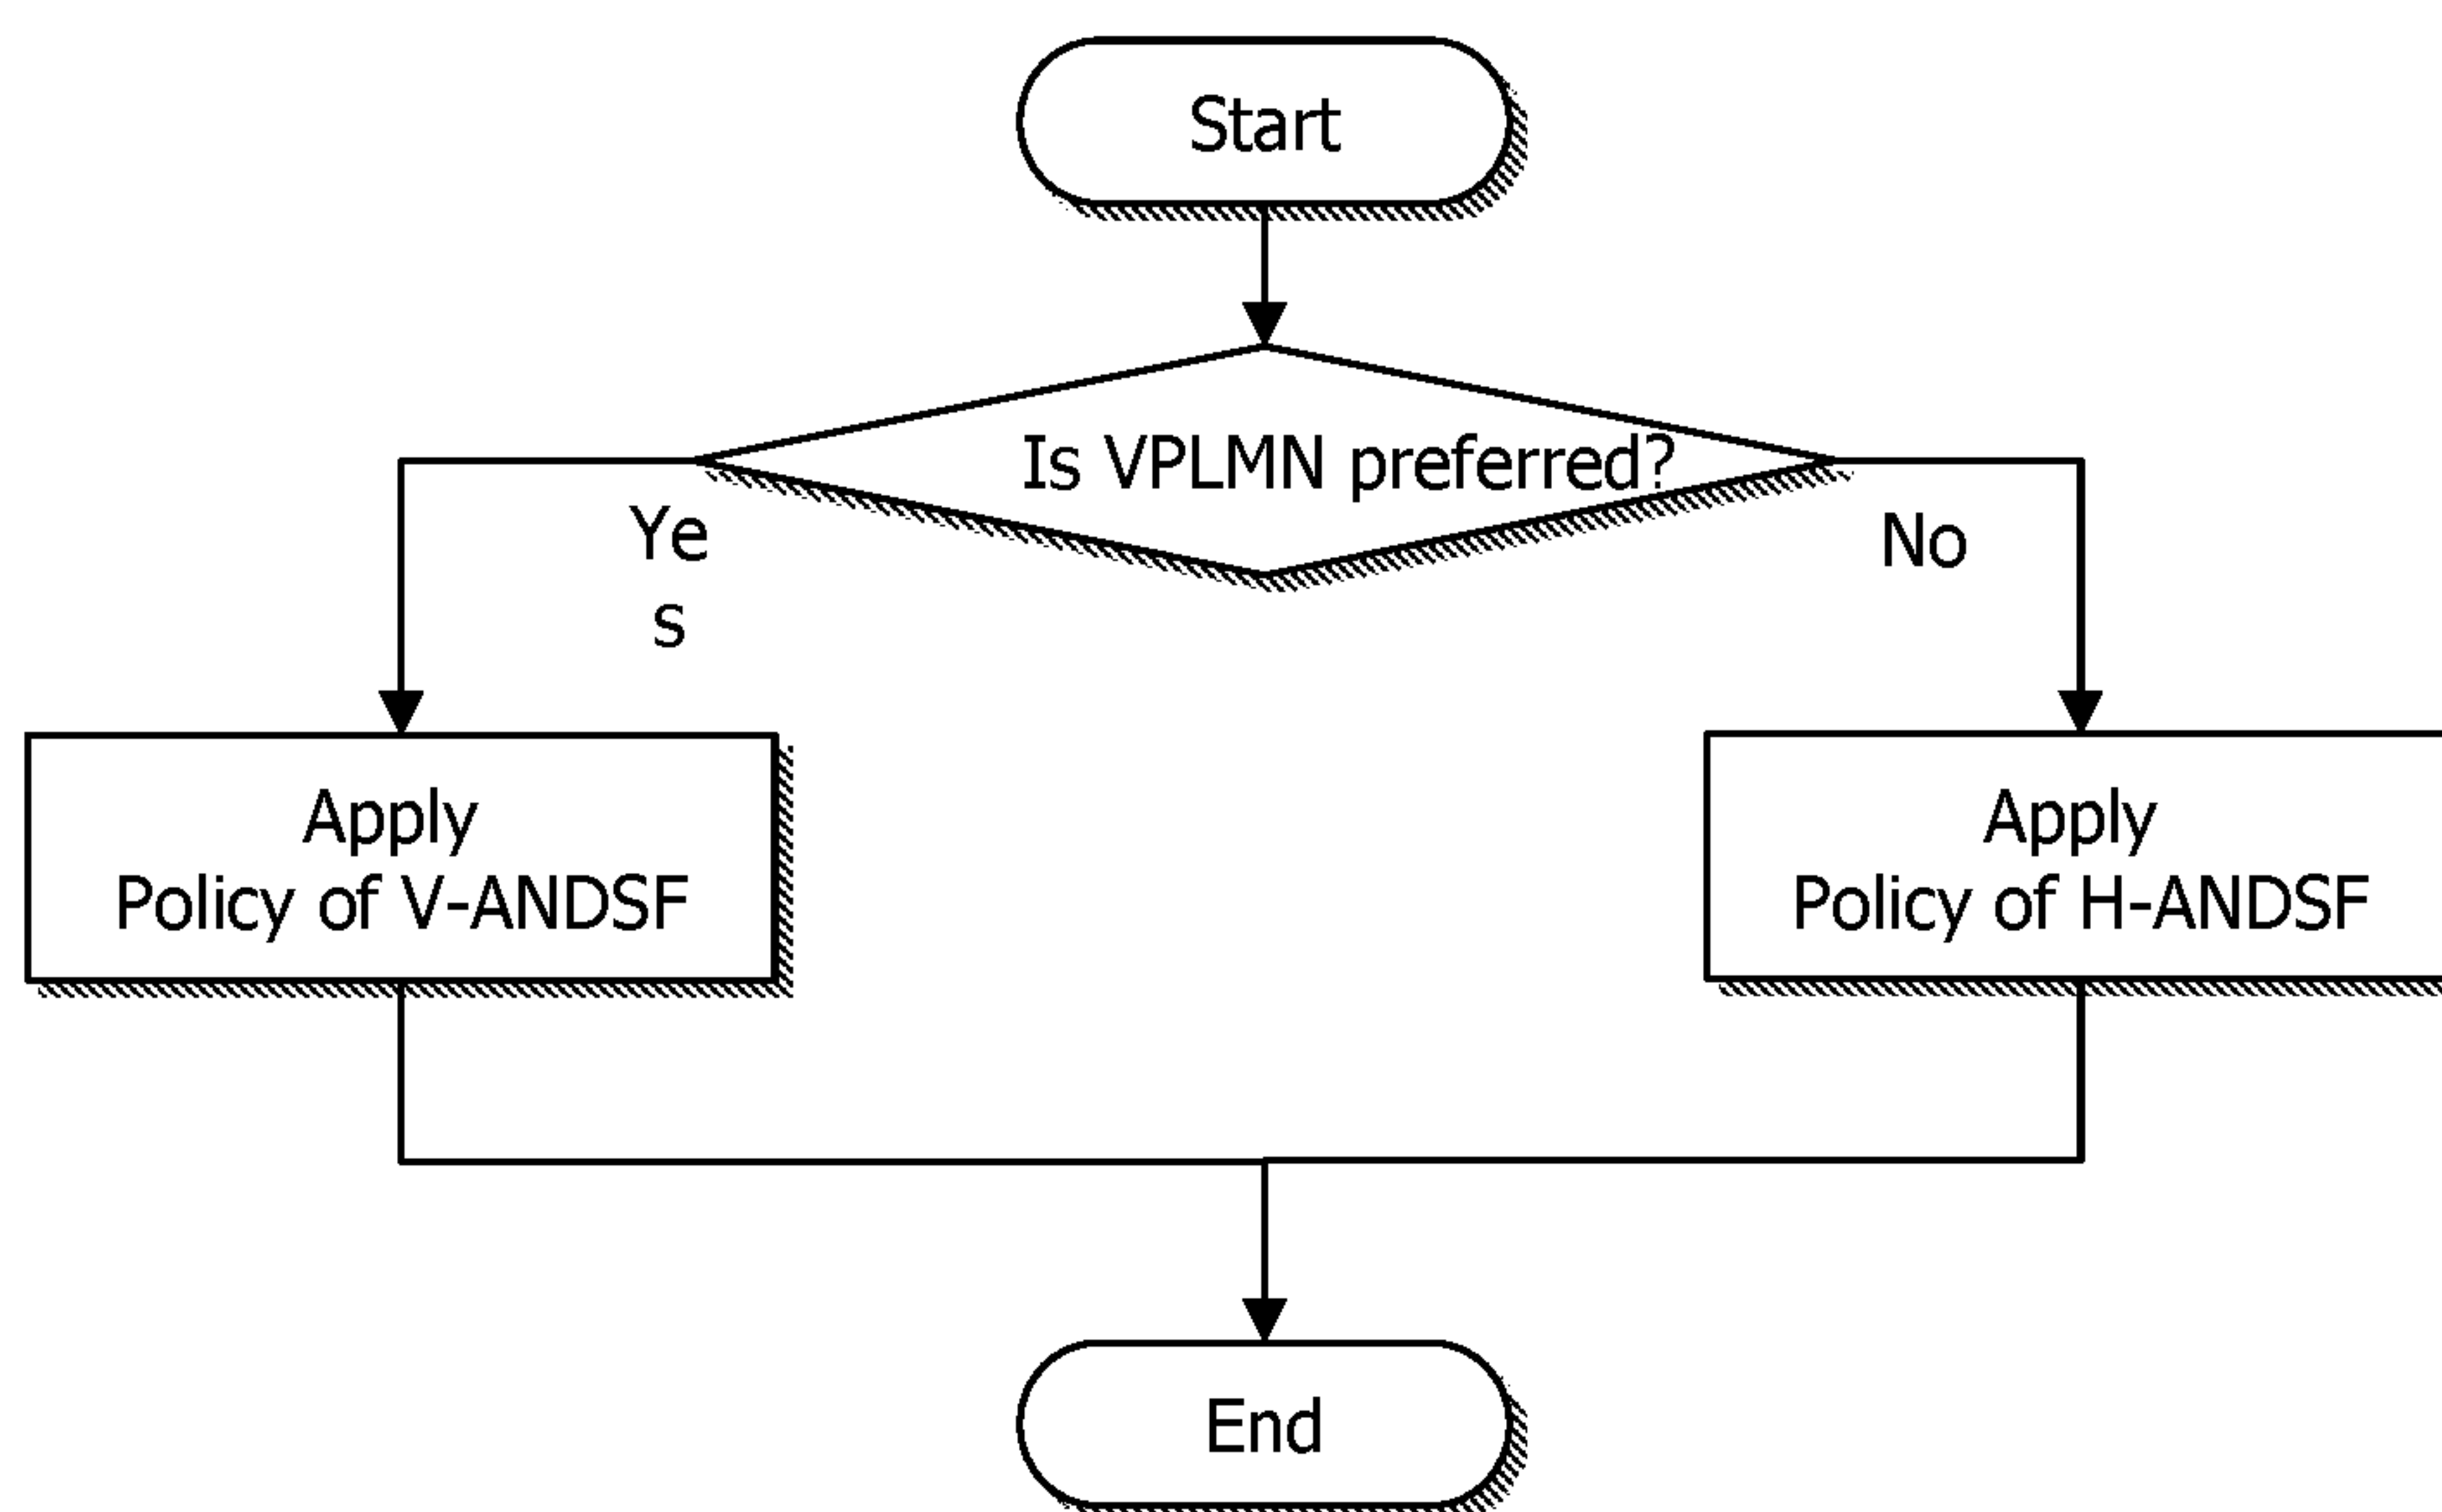 Start
Is VPLMN preferred?
Ye
s
No
Apply
Policy of V-ANDSF
Apply
Policy of H-ANDSF
End